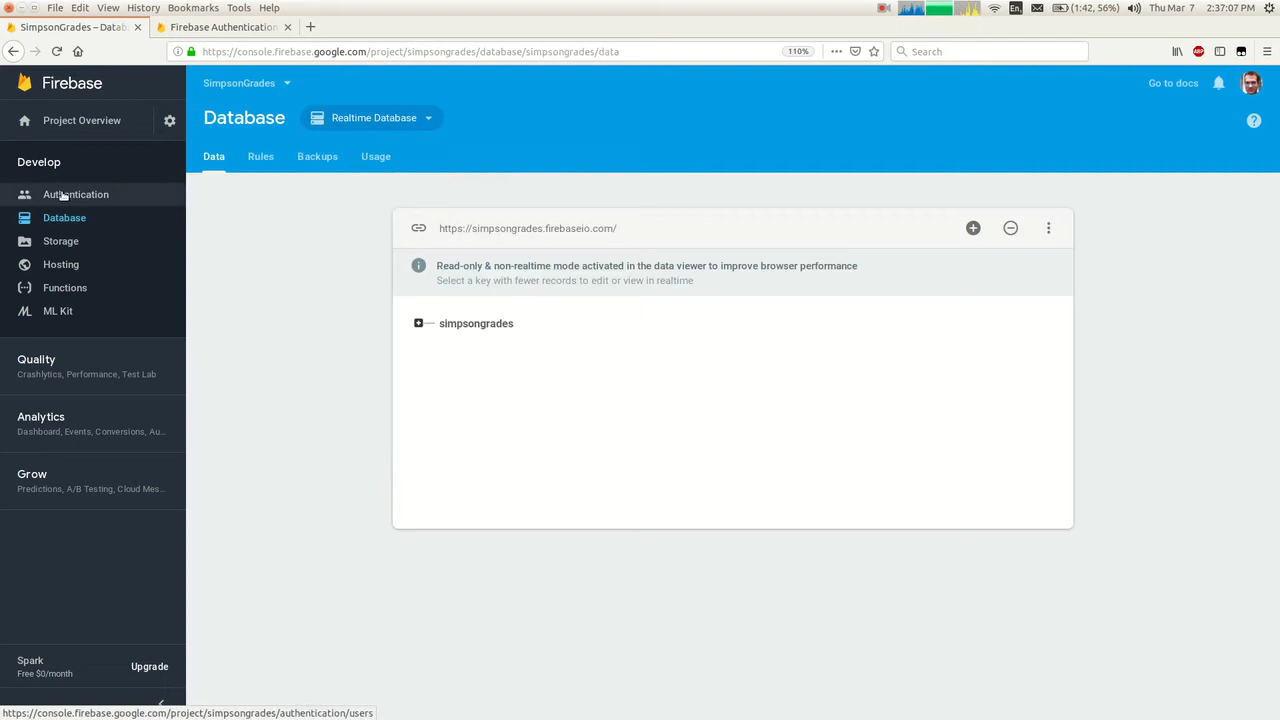 File Edit View History Bookmarks Tools Help
En (1:42, 56%) Thu Mar 7 2:37:07 PM
SimpsonGrades – Datab
Firebase Authentication
https://console.firebase.google.com/project/simpsongrades/database/simpsongrades/data
110%
Search
ABP
Firebase
Project Overview
Develop
Authentication
Database
Storage
Hosting
Functions
ML Kit
Quality
Crashlytics, Performance, Test Lab
Analytics
Dashboard, Events, Conversions, Au...
Grow
Predictions, A/B Testing, Cloud Mes...
Spark
Free $0/month
Upgrade
SimpsonGrades
Go to docs
Database
Realtime Database
Data Rules Backups Usage
https://simpsongrades.firebaseio.com/
Read-only & non-realtime mode activated in the data viewer to improve browser performance
Select a key with fewer records to edit or view in realtime
simpsongrades
https://console.firebase.google.com/project/simpsongrades/authentication/users